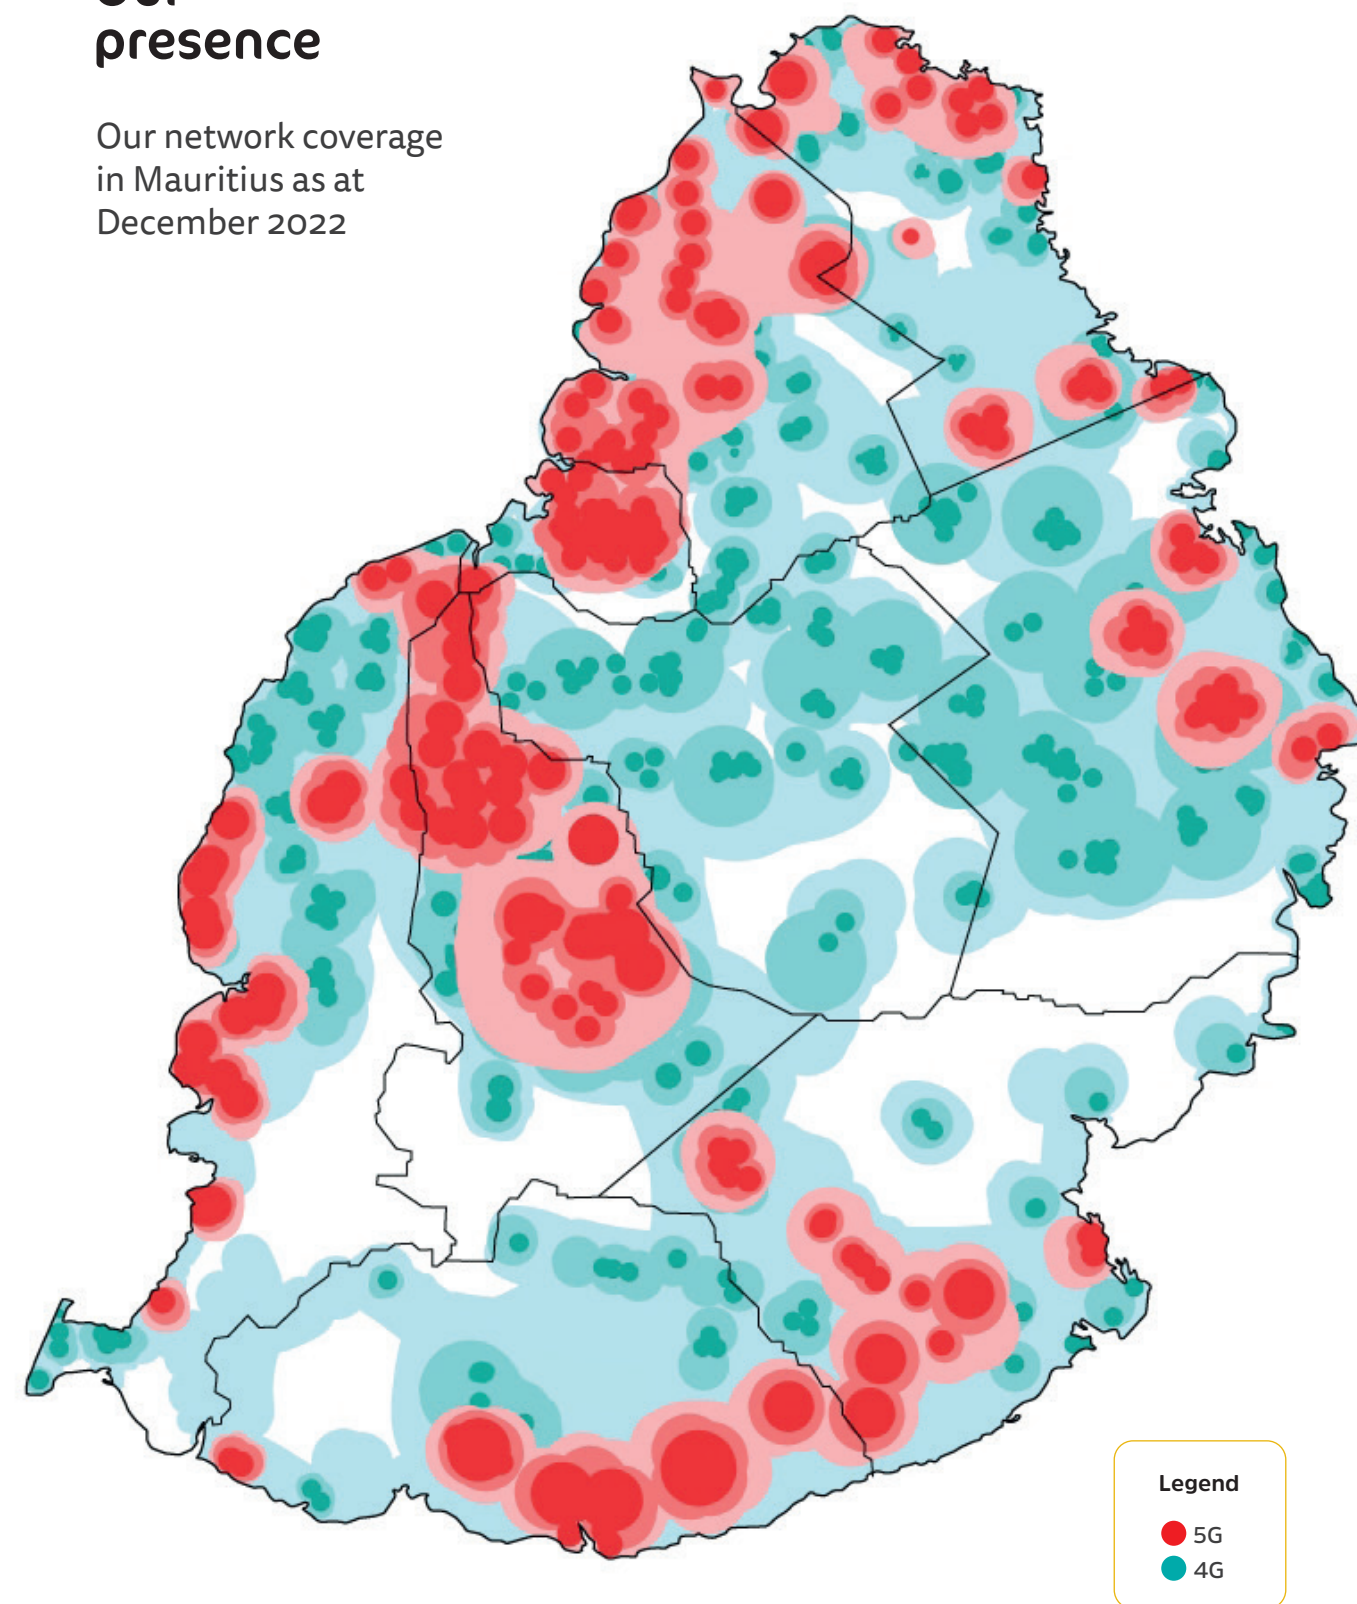 presence
Our network coverage
in Mauritius as at
December 2022
Legend
5G
4G